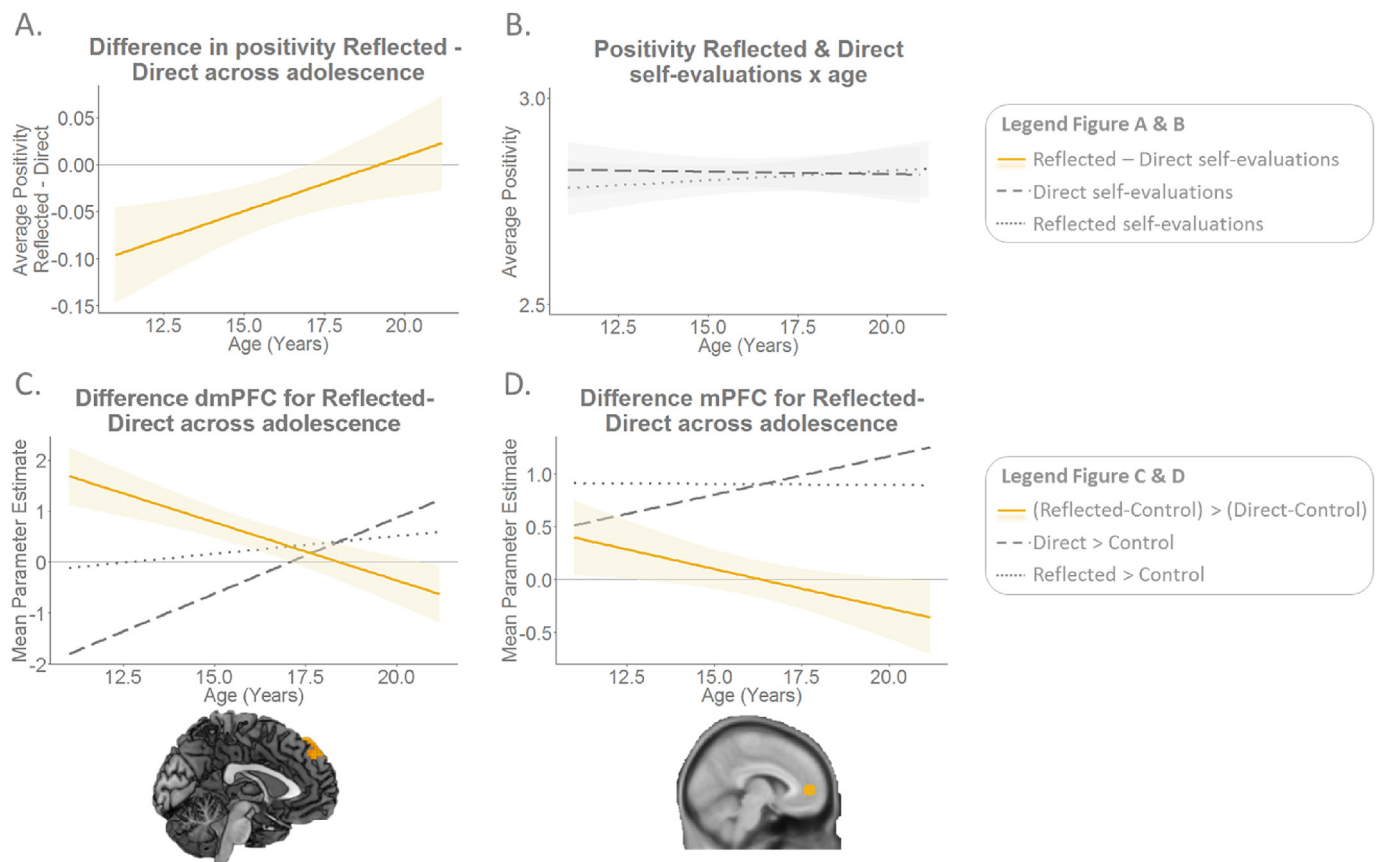 A.
Difference in positivity Reflected -
Direct across adolescence
Average Positivity
Reflected - Direct
0.05
0.00
-0.05
-0.10
-0.15
12.5 15.0 17.5 20.0
Age (Years)
B.
Positivity Reflected & Direct
self-evaluations x age
Average Positivity
3.0
2.5
12.5 15.0 17.5 20.0
Age (Years)
Legend Figure A & B
Reflected – Direct self-evaluations
Direct self-evaluations
Reflected self-evaluations
C.
Difference dmPFC for Reflected-
Direct across adolescence
Mean Parameter Estimate
2
1
0
-1
-2
12.5 15.0 17.5 20.0
Age (Years)
D.
Difference mPFC for Reflected-
Direct across adolescence
Mean Parameter Estimate
1.0
0.5
0.0
-0.5
12.5 15.0 17.5 20.0
Age (Years)
Legend Figure C & D
(Reflected-Control) > (Direct-Control)
Direct > Control
Reflected > Control